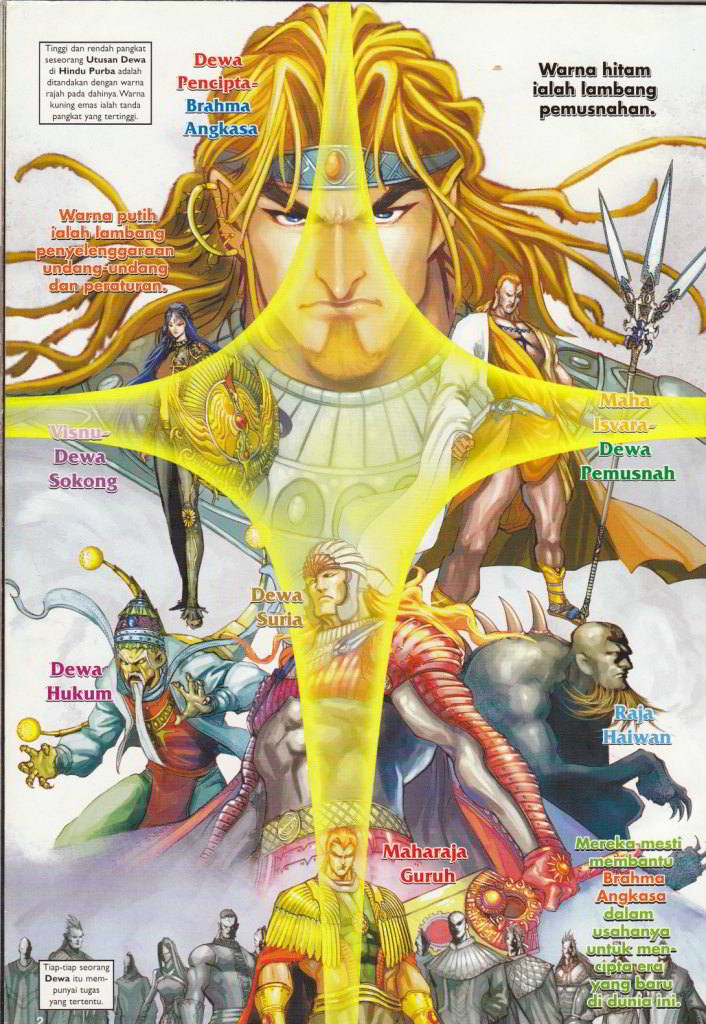 Tinggi dan rendah pangkat
seseorang Utusan Dewa
di Hindu Purba adalah
ditandakan dengan warna
rajah pada dahinya. Warna
kuning emas ialah tanda
pangkat yang tertinggi.
Dewa
Pencipta-
Brahma
Angkasa
Warna hitam
ialah lambang
pemusnahan.
Warna putih
ialah lambang
penyelenggaraan
undang-undang
dan peraturan.
Visnu-
Dewa
Sokong
Maha
Isvara-
Dewa
Pemusnah
Dewa
Suria
Dewa
Hukum
Raja
Haiwan
Maharaja
Guruh
Mereka mesti
membantu
Brahma
Angkasa
dalam
usahanya
untuk men-
cipta era
yang baru
di dunia ini.
Tiap-tiap seorang
Dewa itu mem-
punyai tugas
yang tertentu.
2